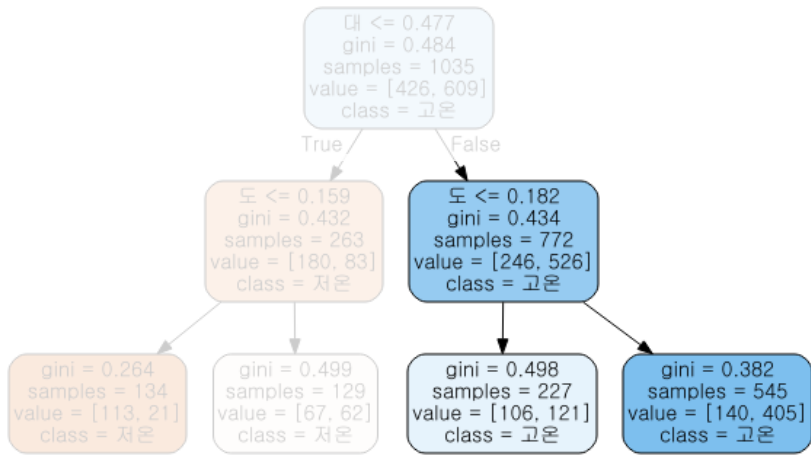 대 <= 0.477
gini = 0.484
samples = 1035
value = [426, 609]
class = 고온
True
False
도 <= 0.159
gini = 0.432
samples = 263
value = [180, 83]
class = 저온
도 <= 0.182
gini = 0.434
samples = 772
value = [246, 526]
class = 고온
gini = 0.264
samples = 134
value = [113, 21]
class = 저온
gini = 0.499
samples = 129
value = [67, 62]
class = 저온
gini = 0.498
samples = 227
value = [106, 121]
class = 고온
gini = 0.382
samples = 545
value = [140, 405]
class = 고온